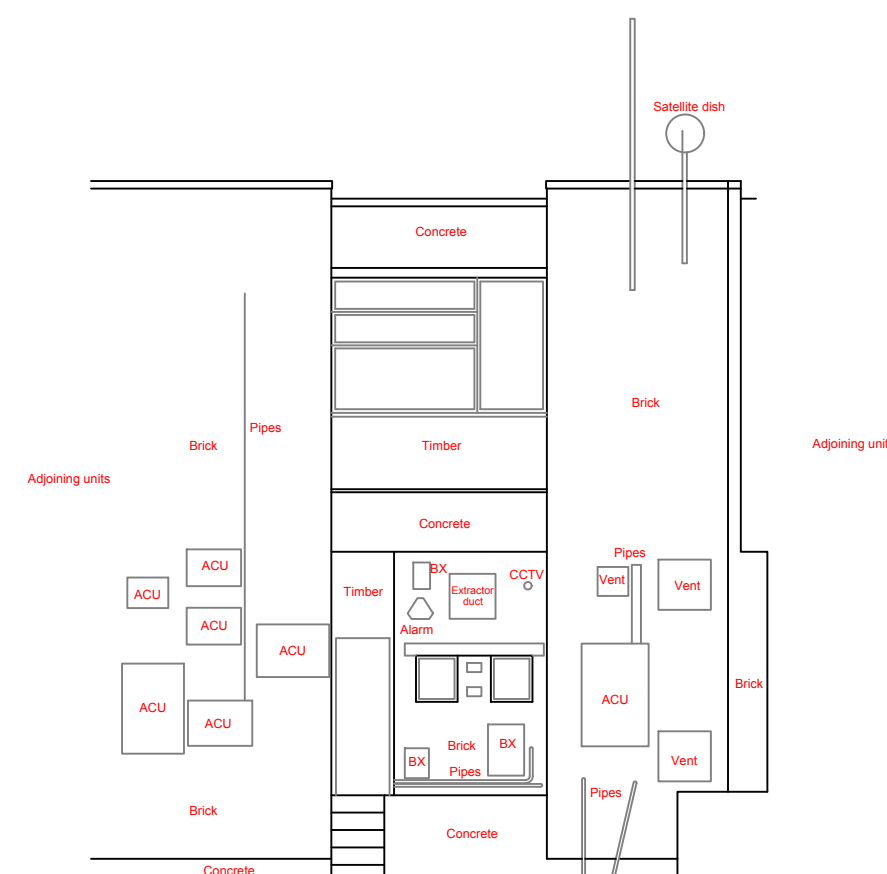 Satellite dish
Concrete
Brick
Pipes
Brick
Timber
Adjoining unit
Adjoining units
Concrete
Pipes
ACU
BX
CCTV
Vent
Vent
ACU
Timber
Extractor
duct
ACU
Alarm
ACU
Brick
ACU
ACU
ACU
Brick
BX
BX
Vent
Pipes
Pipes
Brick
Concrete
Concrete